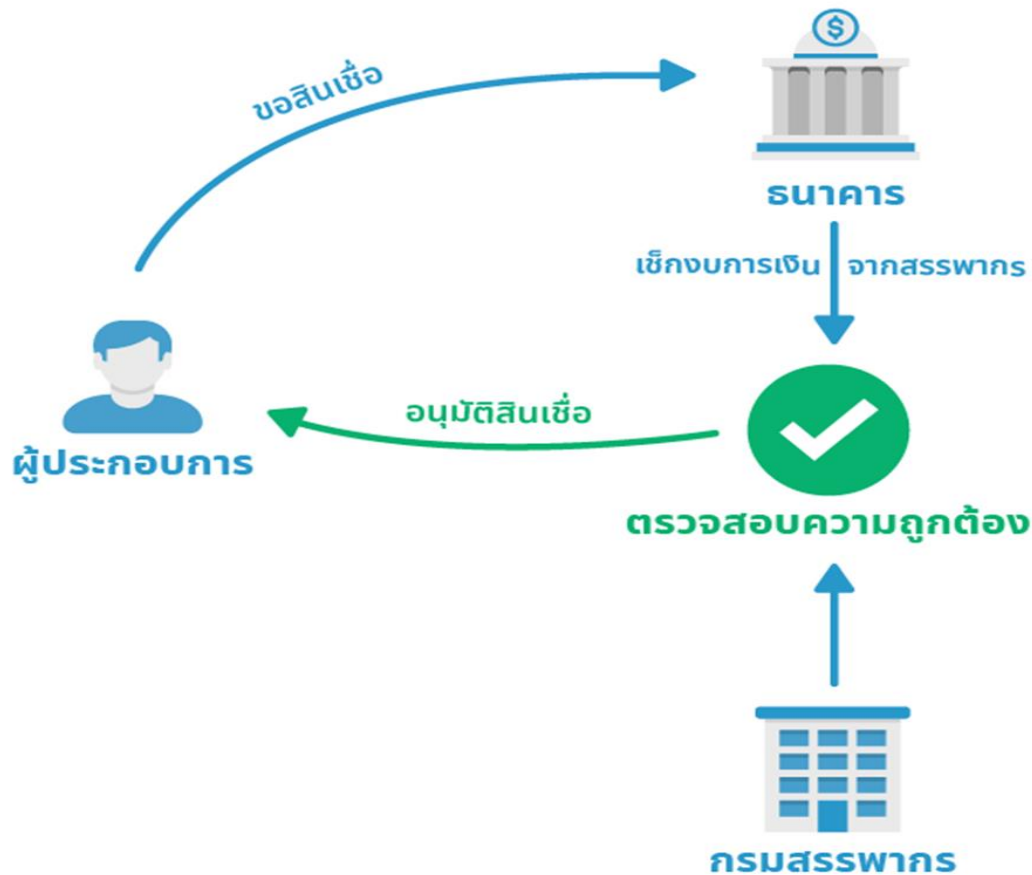 ขอสินเชื่อ
$
ธนาคาร
เช็กงบการเงิน จากสรรพากร
อนุมัติสินเชื่อ
ผู้ประกอบการ
ตรวจสอบความถูกต้อง
กรมสรรพากร